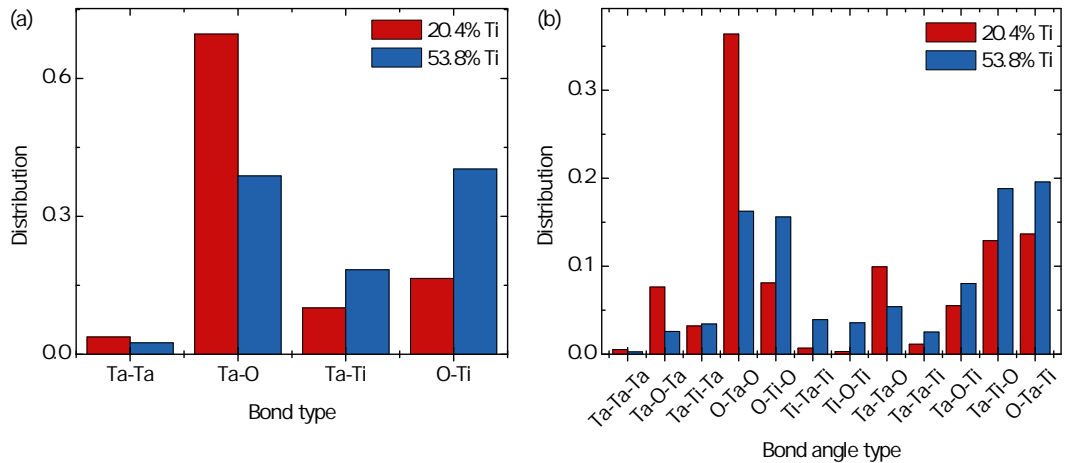 (a)
20.4% Ti
53.8% Ti
Distribution
0.6
0.3
0.0
Ta-Ta
Ta-O
Ta-Ti
O-Ti
Bond type
(b)
20.4% Ti
53.8% Ti
Distribution
0.3
0.2
0.1
0.0
Ta-Ta-Ta
Ta-O-Ta
Ta-Ti-Ta
O-Ta-O
O-Ti-O
Ti-Ta-Ti
Ti-O-Ti
Ta-Ta-O
Ta-Ta-Ti
Ta-O-Ti
Ta-Ti-O
O-Ta-Ti
Bond angle type